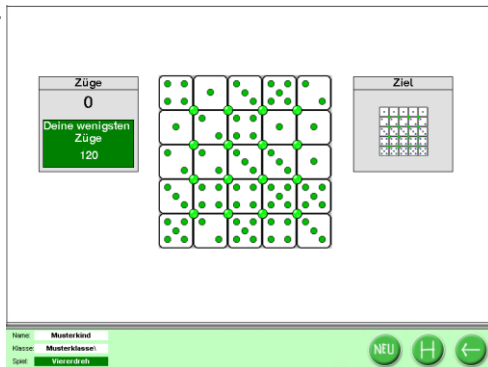 Züge
0
Deine wenigsten
Züge
120
Ziel
Name: Musterkind
Klasse: Musterklasse\
Spiel: Viererdreh
NEU